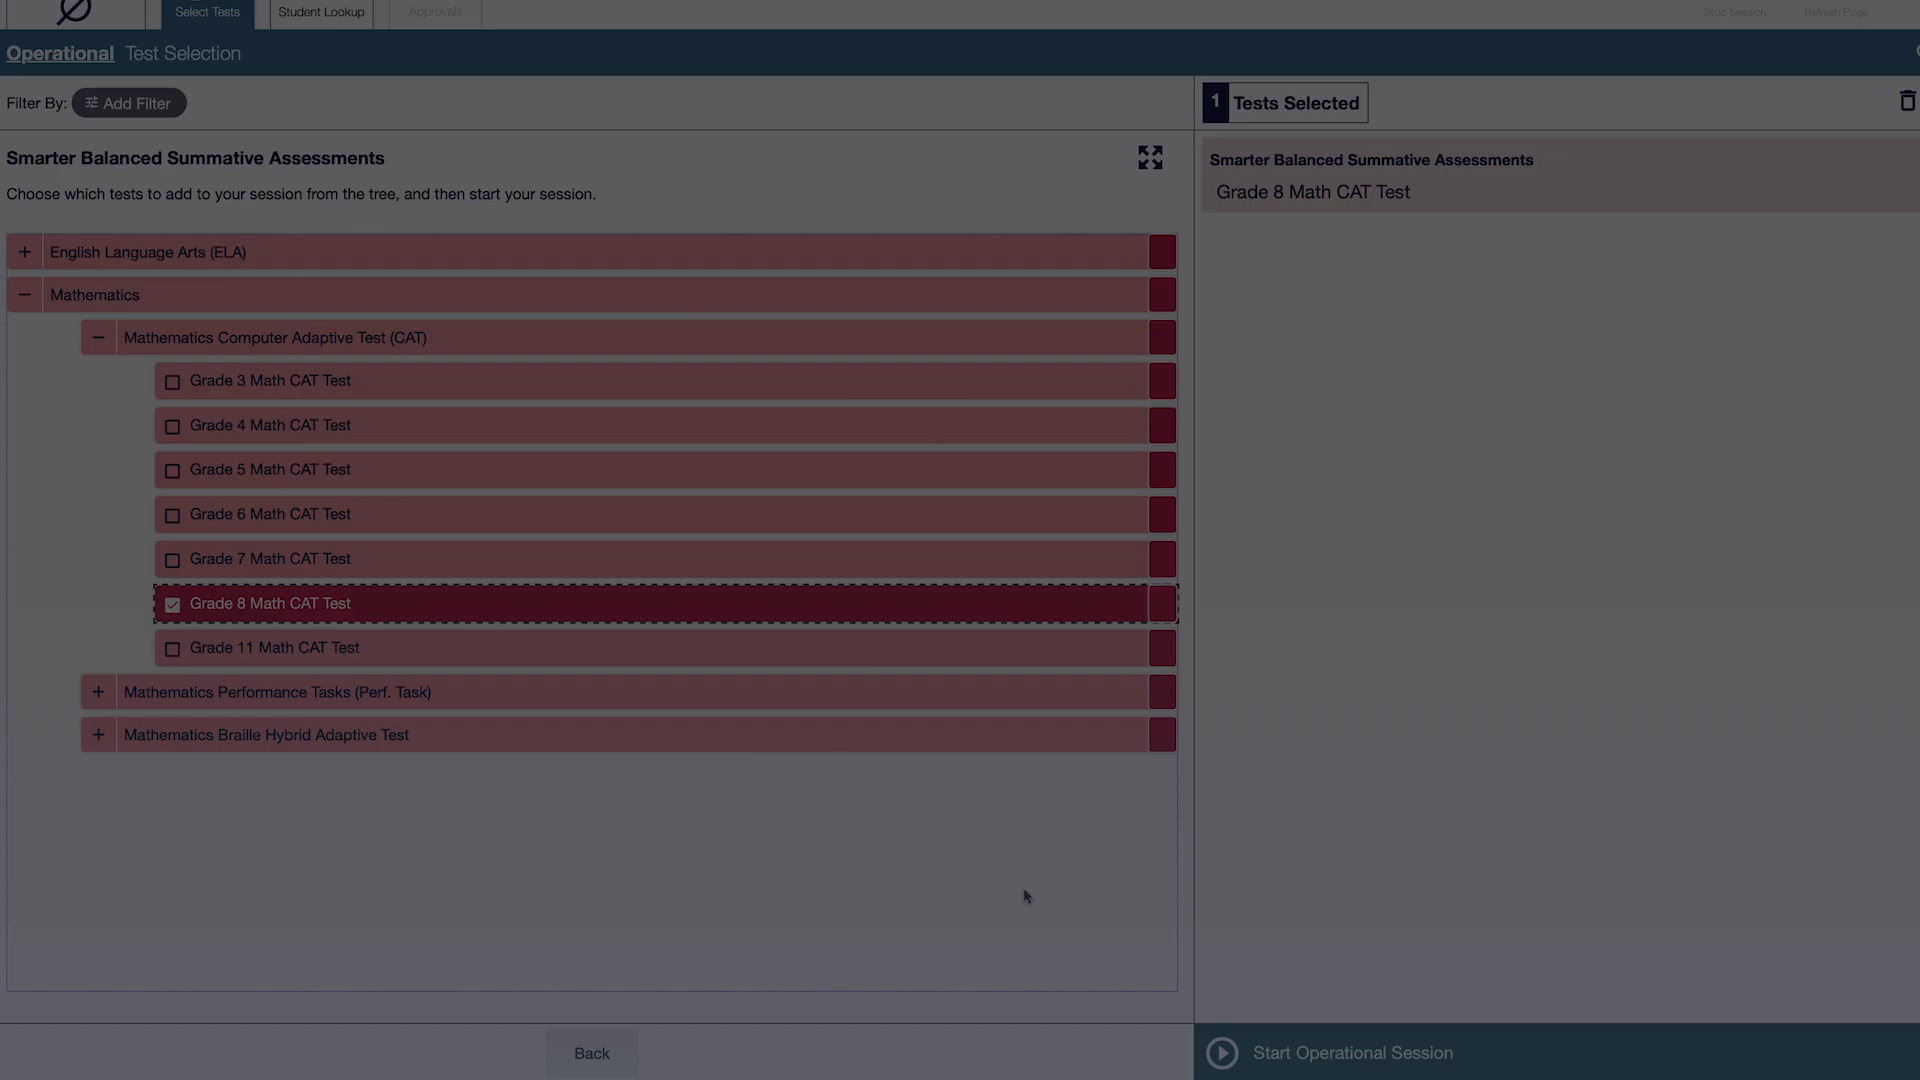 Select Tests
Student Lookup
Approvals
Stop Session
Refresh Page
Operational Test Selection
Filter By: Add Filter
1 Tests Selected
Smarter Balanced Summative Assessments
Choose which tests to add to your session from the tree, and then start your session.
Smarter Balanced Summative Assessments
Grade 8 Math CAT Test
English Language Arts (ELA)
Mathematics
Mathematics Computer Adaptive Test (CAT)
Grade 3 Math CAT Test
Grade 4 Math CAT Test
Grade 5 Math CAT Test
Grade 6 Math CAT Test
Grade 7 Math CAT Test
Grade 8 Math CAT Test
Grade 11 Math CAT Test
Mathematics Performance Tasks (Perf. Task)
Mathematics Braille Hybrid Adaptive Test
Back
Start Operational Session